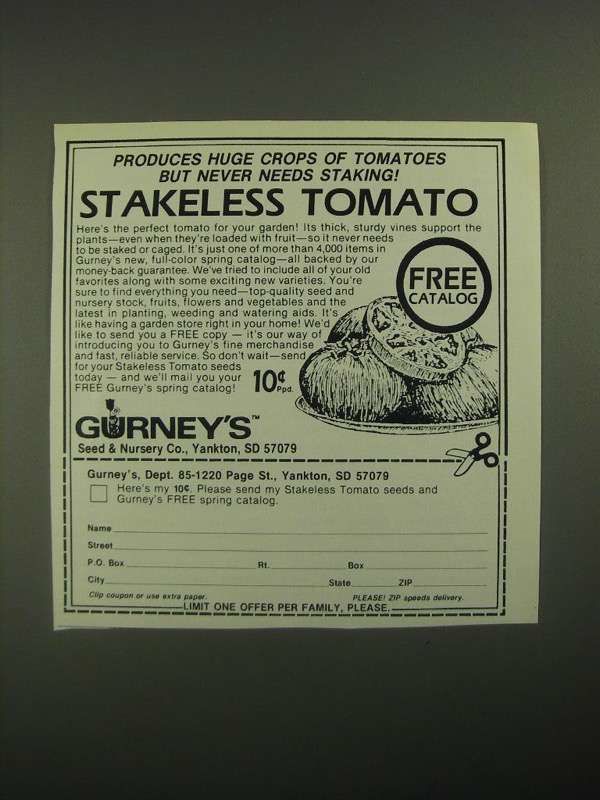 PRODUCES HUGE CROPS OF TOMATOES
BUT NEVER NEEDS STAKING!
STAKELESS TOMATO
Here's the perfect tomato for your garden! Its thick, sturdy vines support the
plants—even when they're loaded with fruit—so it never needs
to be staked or caged. It's just one of more than 4,000 items in
Gurney's new, full-color spring catalog—all backed by our
money-back guarantee. We've tried to include all of your old
favorites along with some exciting new varieties. You're
sure to find everything you need—top-quality seed and
nursery stock, fruits, flowers and vegetables and the
latest in planting, weeding and watering aids. It's
like having a garden store right in your home! We'd
like to send you a FREE copy — it's our way of
introducing you to Gurney's fine merchandise
and fast, reliable service. So don't wait—send
for your Stakeless Tomato seeds
today — and we'll mail you your
FREE Gurney's spring catalog!
10¢
Ppd.
FREE
CATALOG
GURNEY'S™
Seed & Nursery Co., Yankton, SD 57079
Gurney's, Dept. 85-1220 Page St., Yankton, SD 57079
Here's my 10¢. Please send my Stakeless Tomato seeds and
Gurney's FREE spring catalog.
Name
Street
P.O. Box Rt. Box
City State ZIP
Clip coupon or use extra paper. PLEASE! ZIP speeds delivery.
LIMIT ONE OFFER PER FAMILY, PLEASE.